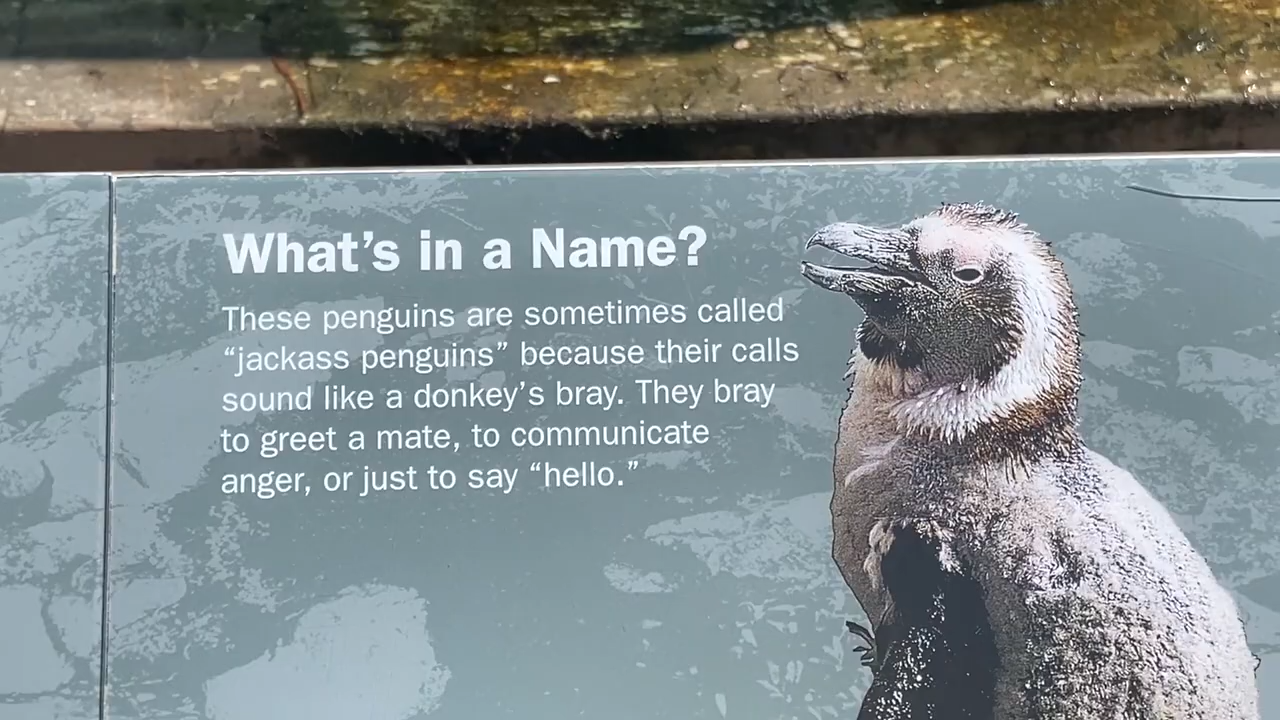 What’s in a Name?
These penguins are sometimes called
“jackass penguins” because their calls
sound like a donkey’s bray. They bray
to greet a mate, to communicate
anger, or just to say “hello.”